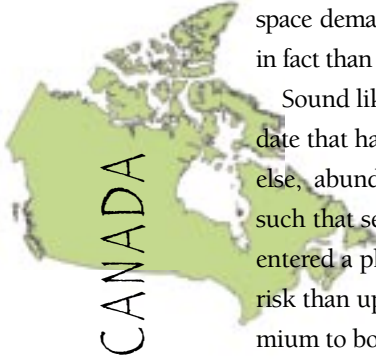 space dema
in fact than
Sound lik
date that ha
else, abund
such that se
entered a pl
risk than up
mium to bo
CANADA